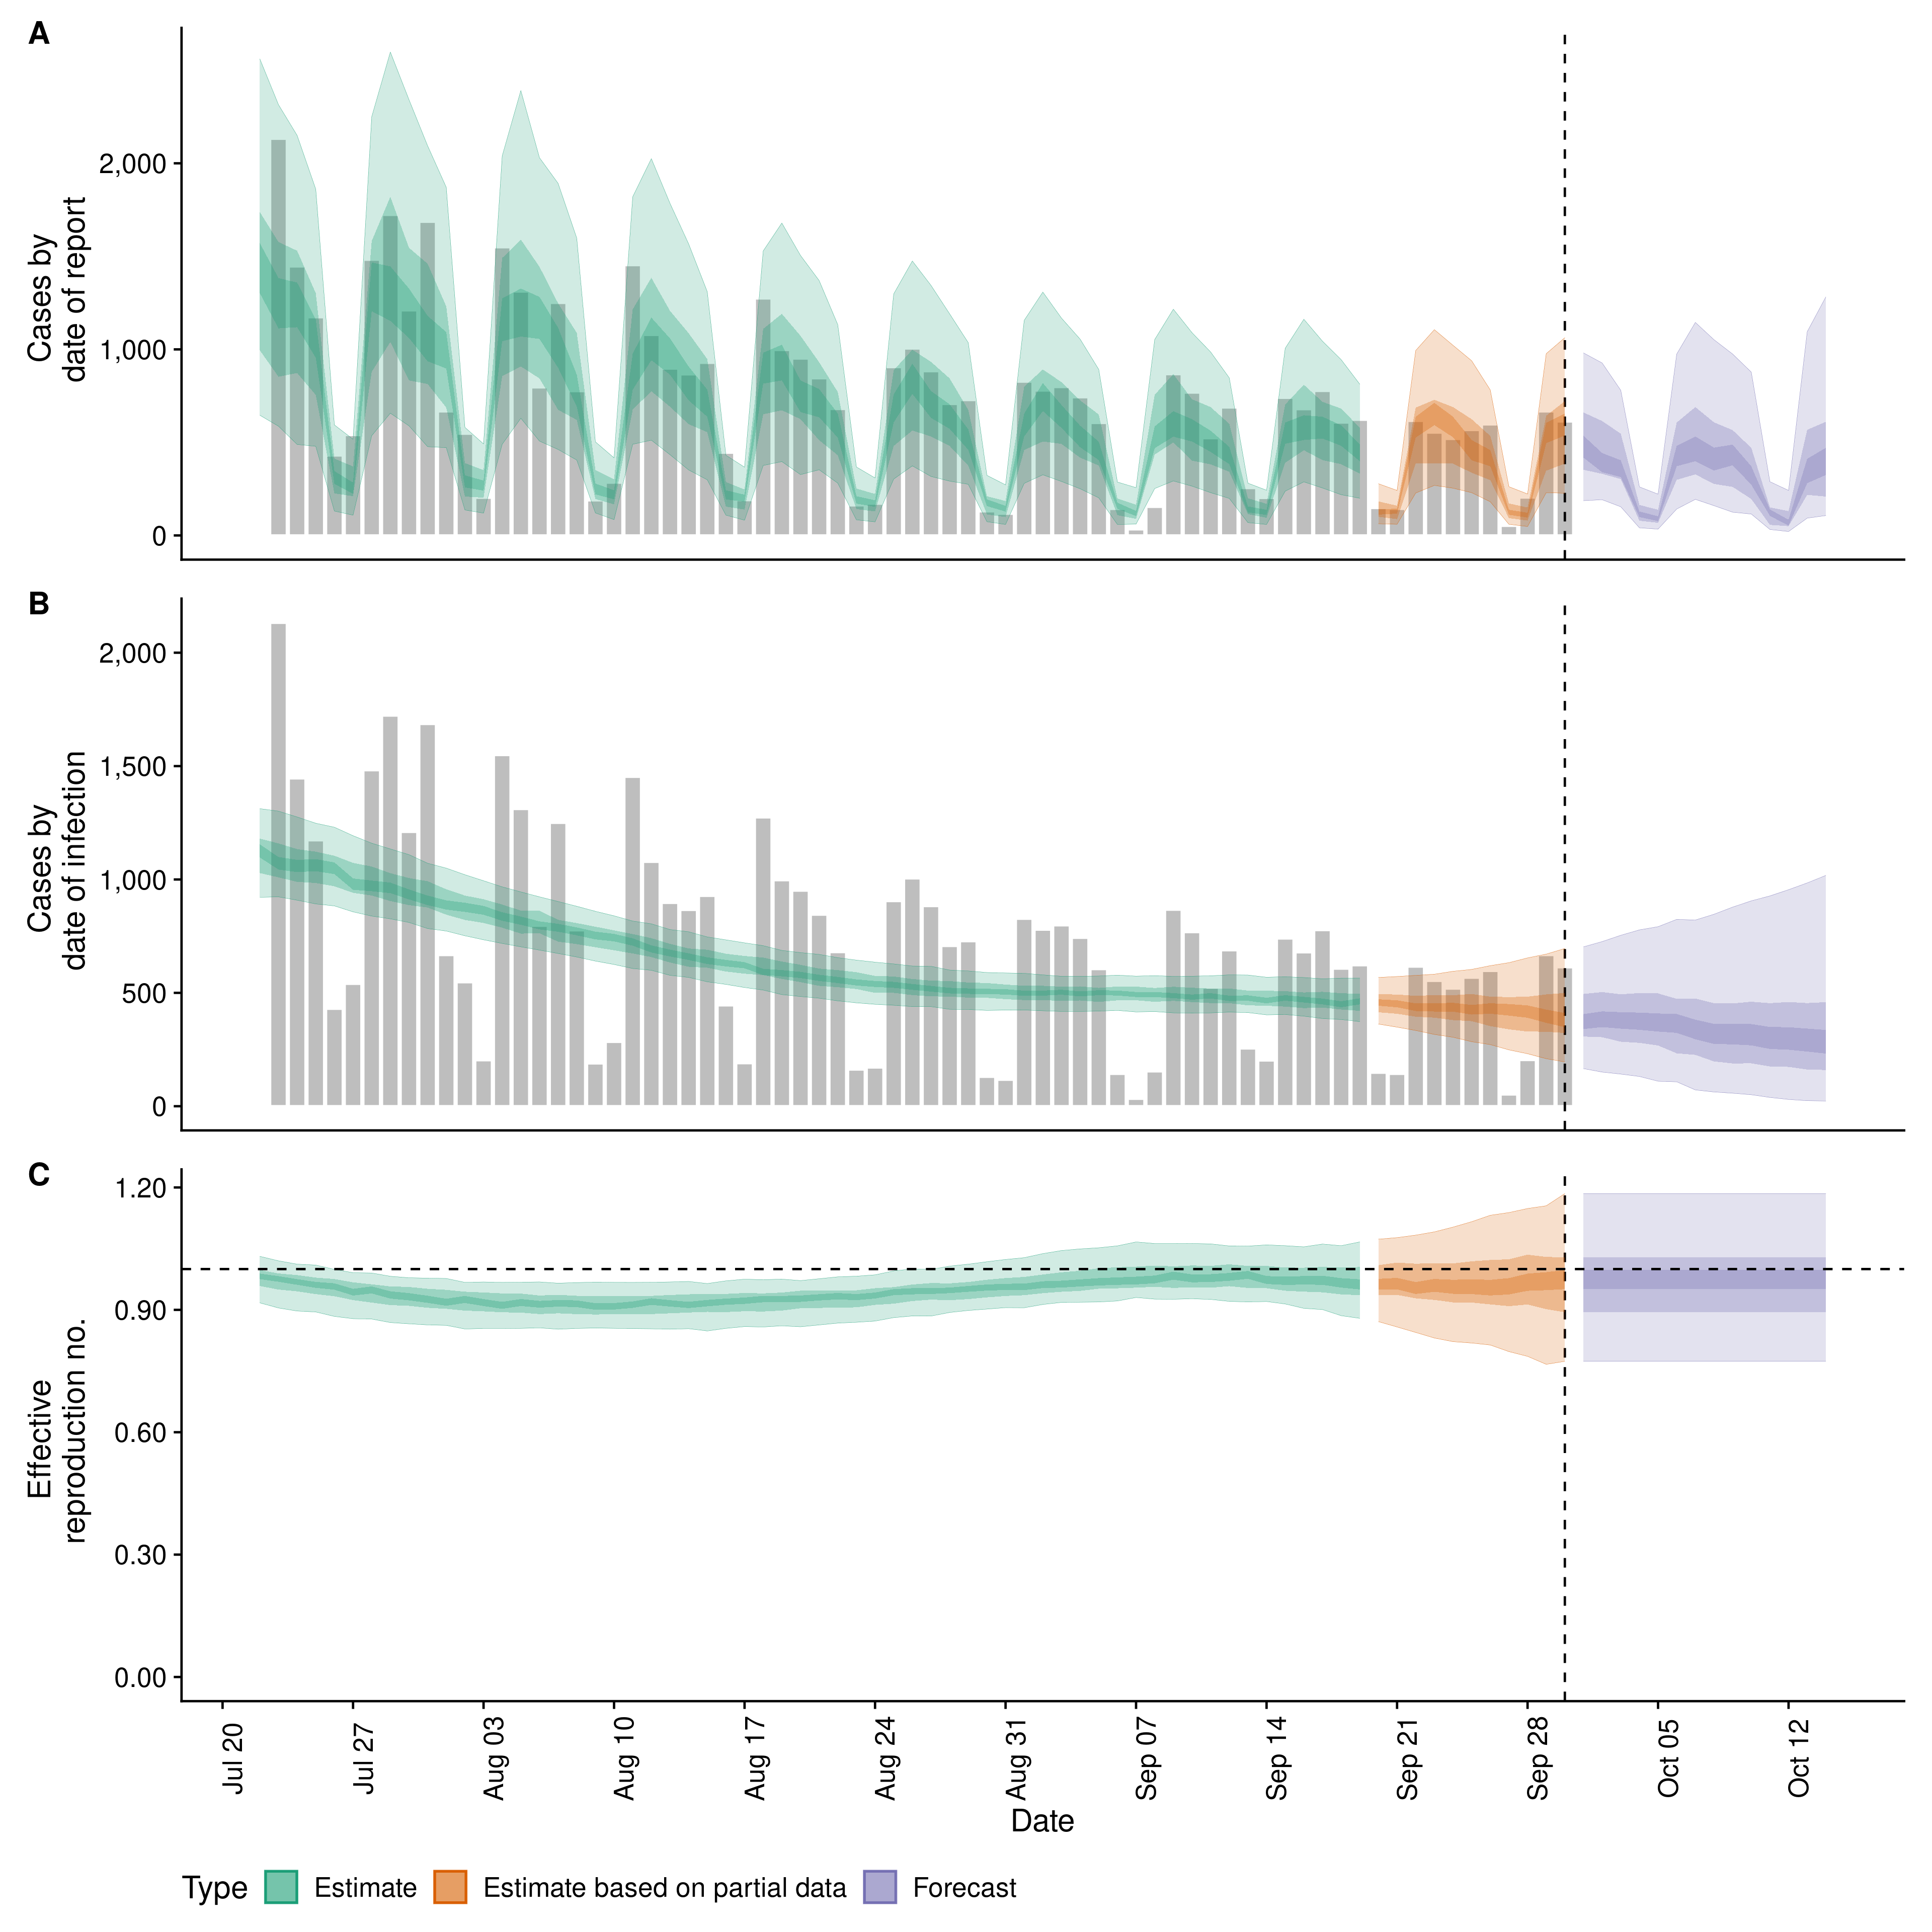 A
Cases by
date of report
2,000
1,000
0
B
Cases by
date of infection
2,000
1,500
1,000
500
0
C
Effective
reproduction no.
1.20
0.90
0.60
0.30
0.00
Jul 20
Jul 27
Aug 03
Aug 10
Aug 17
Aug 24
Aug 31
Sep 07
Sep 14
Sep 21
Sep 28
Oct 05
Oct 12
Date
Type Estimate Estimate based on partial data Forecast